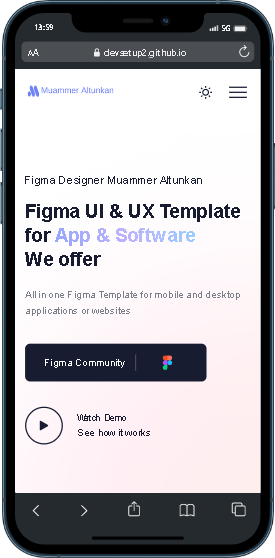 13:59
5G
AA
devsetup2.github.io
Muammer Altunkan
Figma Designer Muammer Altunkan
Figma UI & UX Template
for App & Software
We offer
All in one Figma Template for mobile and desktop
applications or websites
Figma Community
Watch Demo
See how it works